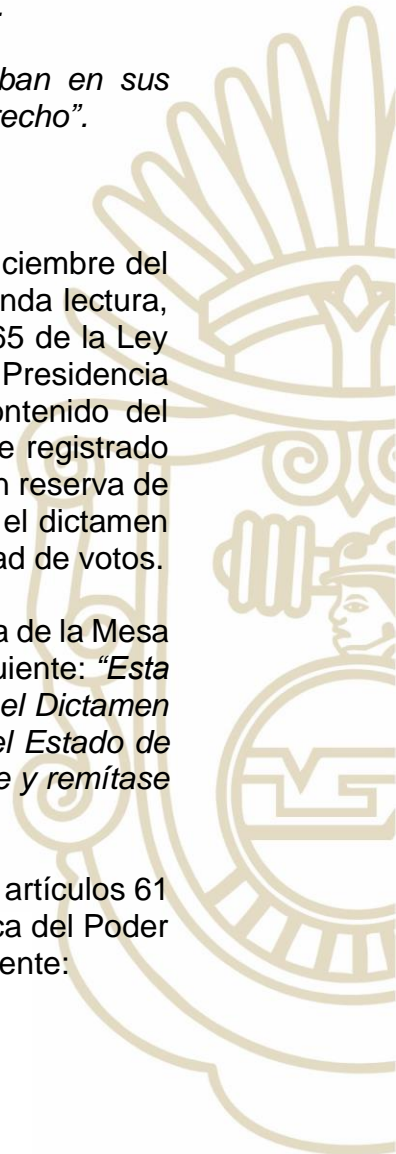 ban en sus
recho”.
ciembre del
nda lectura,
65 de la Ley
Presidencia
ontenido del
e registrado
n reserva de
el dictamen
ad de votos.
a de la Mesa
uiente: “Esta
el Dictamen
el Estado de
e y remítase
artículos 61
ca del Poder
ente: